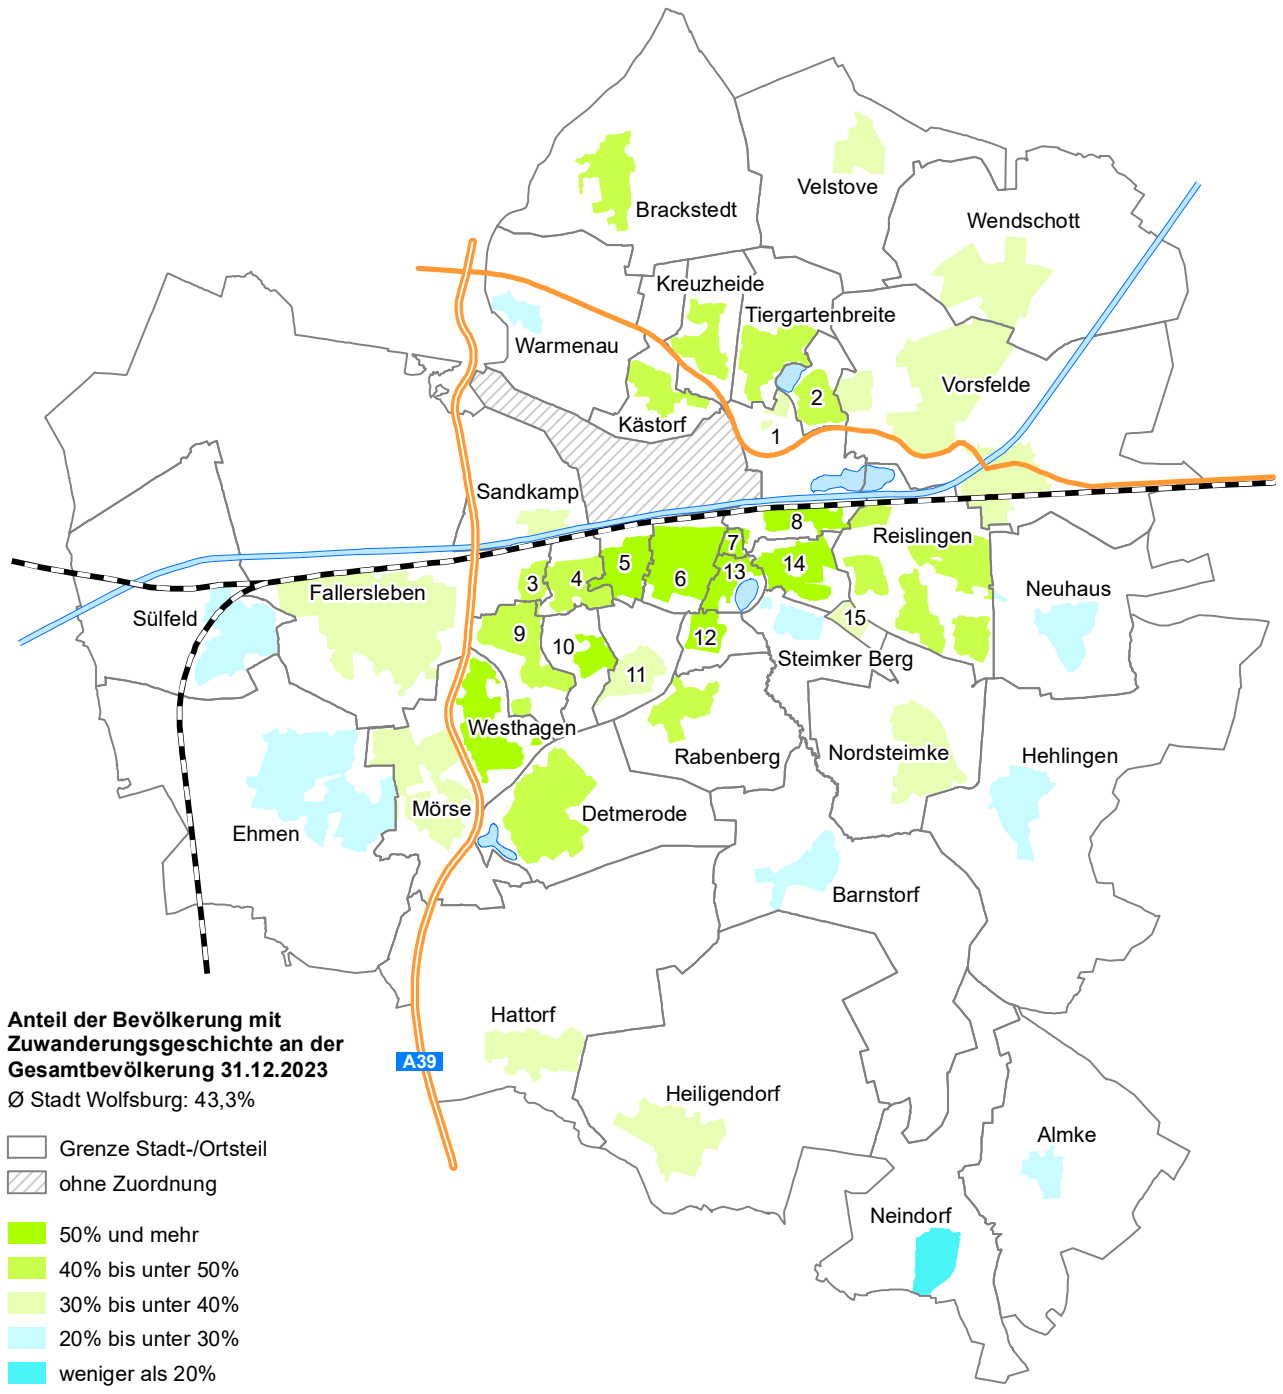 Velstove
Brackstedt
Wendschott
Kreuzheide
Tiergartenbreite
Warmenau
Vorsfelde
2
Kästorf
1
Sandkamp
8
Reislingen
7
5
14
13
6
4
3
Fallersleben
Neuhaus
Sülfeld
15
9
12
10
Steimker Berg
11
Westhagen
Rabenberg
Nordsteimke
Hehlingen
Mörse
Detmerode
Ehmen
Barnstorf
Hattorf
Anteil der Bevölkerung mit
Zuwanderungsgeschichte an der
Gesamtbevölkerung 31.12.2023
A39
Ø Stadt Wolfsburg: 43,3%
Heiligendorf
Almke
Grenze Stadt-/Ortsteil
ohne Zuordnung
Neindorf
50% und mehr
40% bis unter 50%
30% bis unter 40%
20% bis unter 30%
weniger als 20%